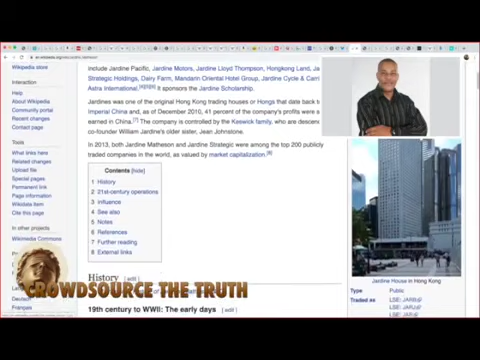 Wikipedia store
Interaction
Help
About Wikipedia
Community portal
Recent changes
Contact page
Tools
What links here
Related changes
Upload file
Special pages
Permanent link
Page information
Wikidata item
Cite this page
In other projects
Wikimedia Commons
Deutsch
Français
include Jardine Pacific, Jardine Motors, Jardine Lloyd Thompson, Hongkong Land,
Strategic Holdings, Dairy Farm, Mandarin Oriental Hotel Group, Jardine Cycle &
Astra International. It sponsors the Jardine Scholarship.
Jardines was one of the original Hong Kong trading houses or Hongs that date back
Imperial China and, as of December 2010, 41 percent of the company's profits were
earned in China.[7] The company is controlled by the Keswick family, who are
co-founder William Jardine's older sister, Jean Johnstone.
In 2013, both Jardine Matheson and Jardine Strategic were among the top 200 publicly
traded companies in the world, as valued by market capitalization.[8]
Contents [hide]
1 History
2 21st-century operations
3 Influence
4 See also
5 Notes
6 References
7 Further reading
8 External links
History [edit]
19th century to WWII: The early days [edit]
Jardine House in Hong Kong
Type Public
Traded as LSE: JAR
LSE: JAR
CROWDSOURCE THE TRUTH